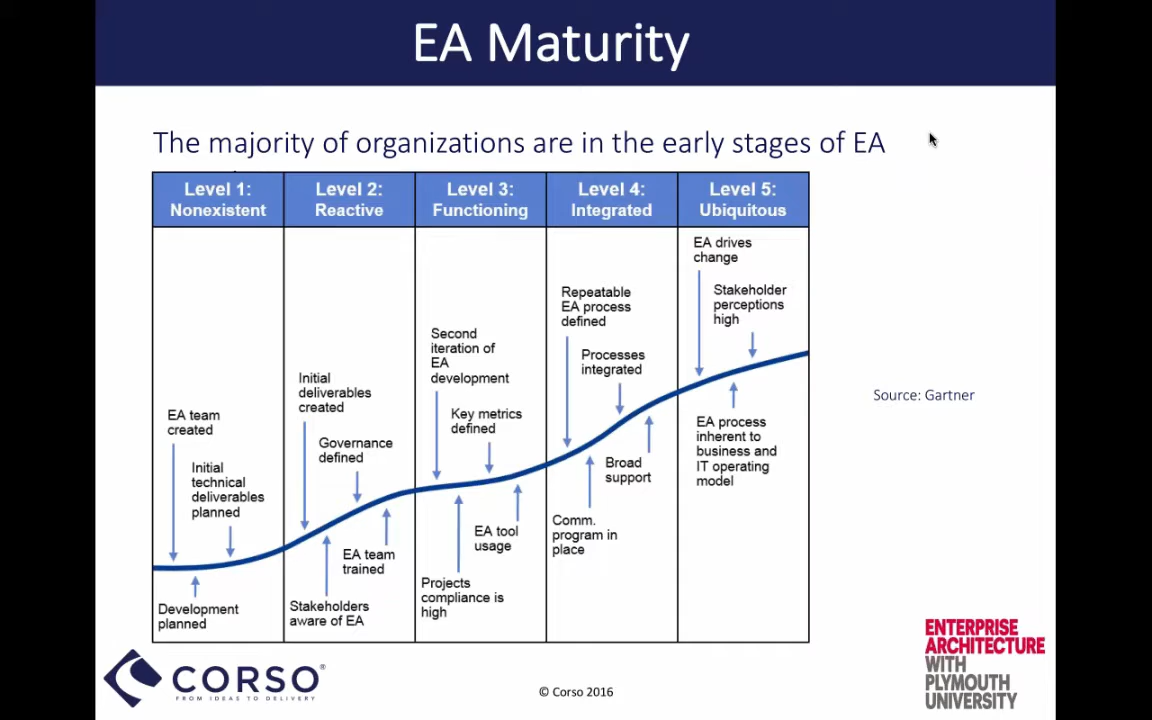 EA Maturity
The majority of organizations are in the early stages of EA
Level 1:
Nonexistent
Level 2:
Reactive
Level 3:
Functioning
Level 4:
Integrated
Level 5:
Ubiquitous
EA team
created
Initial
technical
deliverables
planned
Development
planned
Initial
deliverables
created
Governance
defined
EA team
trained
Stakeholders
aware of EA
Second
iteration of
EA
development
Key metrics
defined
EA tool
usage
Projects
compliance is
high
Repeatable
EA process
defined
Processes
integrated
Broad
support
Comm.
program in
place
EA drives
change
Stakeholder
perceptions
high
EA process
inherent to
business and
IT operating
model
Source: Gartner
CORSO®
FROM IDEAS TO DELIVERY
© Corso 2016
ENTERPRISE
ARCHITECTURE
WITH
PLYMOUTH
UNIVERSITY